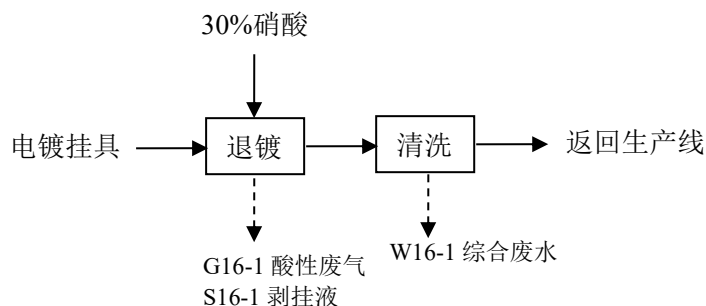 30%硝酸
电镀挂具
退镀
清洗
返回生产线
G16-1 酸性废气
S16-1 剥挂液
W16-1 综合废水